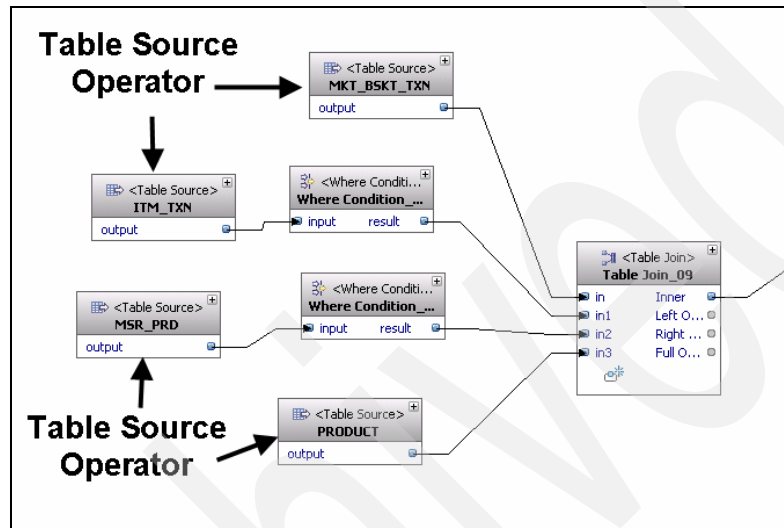 Table Source
Operator
<Table Source>
MKT_BSKT_TXN
output
<Table Source>
ITM_TXN
output
<Where Conditi...
Where Condition_...
input result
<Where Conditi...
Where Condition_...
input result
<Table Source>
MSR_PRD
output
<Table Join>
Table Join_09
in Inner
in1 Left O...
in2 Right ...
in3 Full O...
<Table Source>
PRODUCT
output
Table Source
Operator